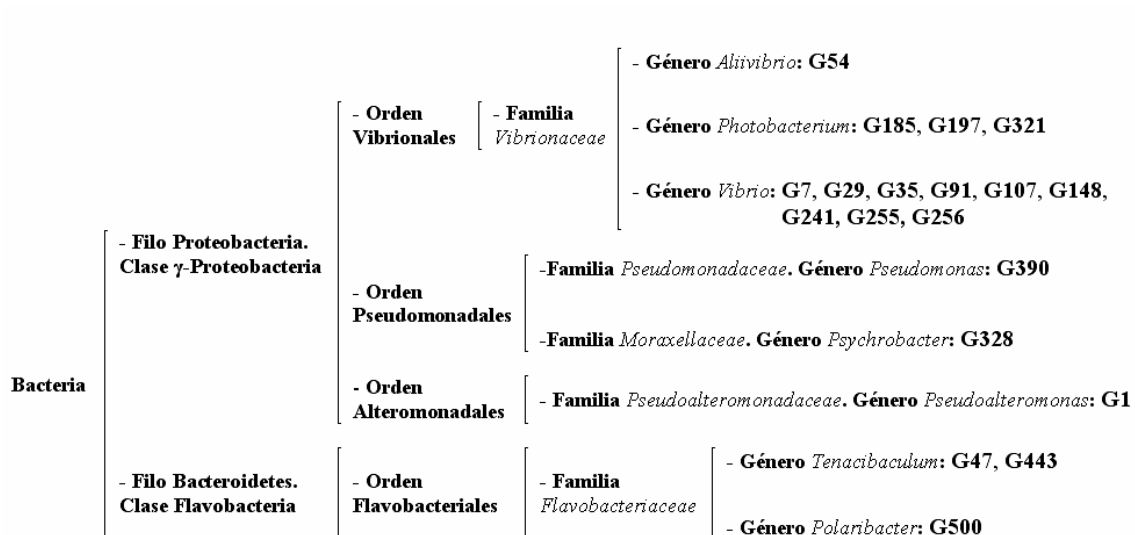 Bacteria
- Filo Proteobacteria.
Clase γ-Proteobacteria
- Orden
Vibrionales
- Familia
Vibrionaceae
- Género Aliivibrio: G54
- Género Photobacterium: G185, G197, G321
- Género Vibrio: G7, G29, G35, G91, G107, G148,
G241, G255, G256
- Orden
Pseudomonadales
-Familia Pseudomonadaceae. Género Pseudomonas: G390
-Familia Moraxellaceae. Género Psychrobacter: G328
- Orden
Alteromonadales
- Familia Pseudoalteromonadaceae. Género Pseudoalteromonas: G1
- Filo Bacteroidetes.
Clase Flavobacteria
- Orden
Flavobacteriales
- Familia
Flavobacteriaceae
- Género Tenacibaculum: G47, G443
- Género Polaribacter: G500